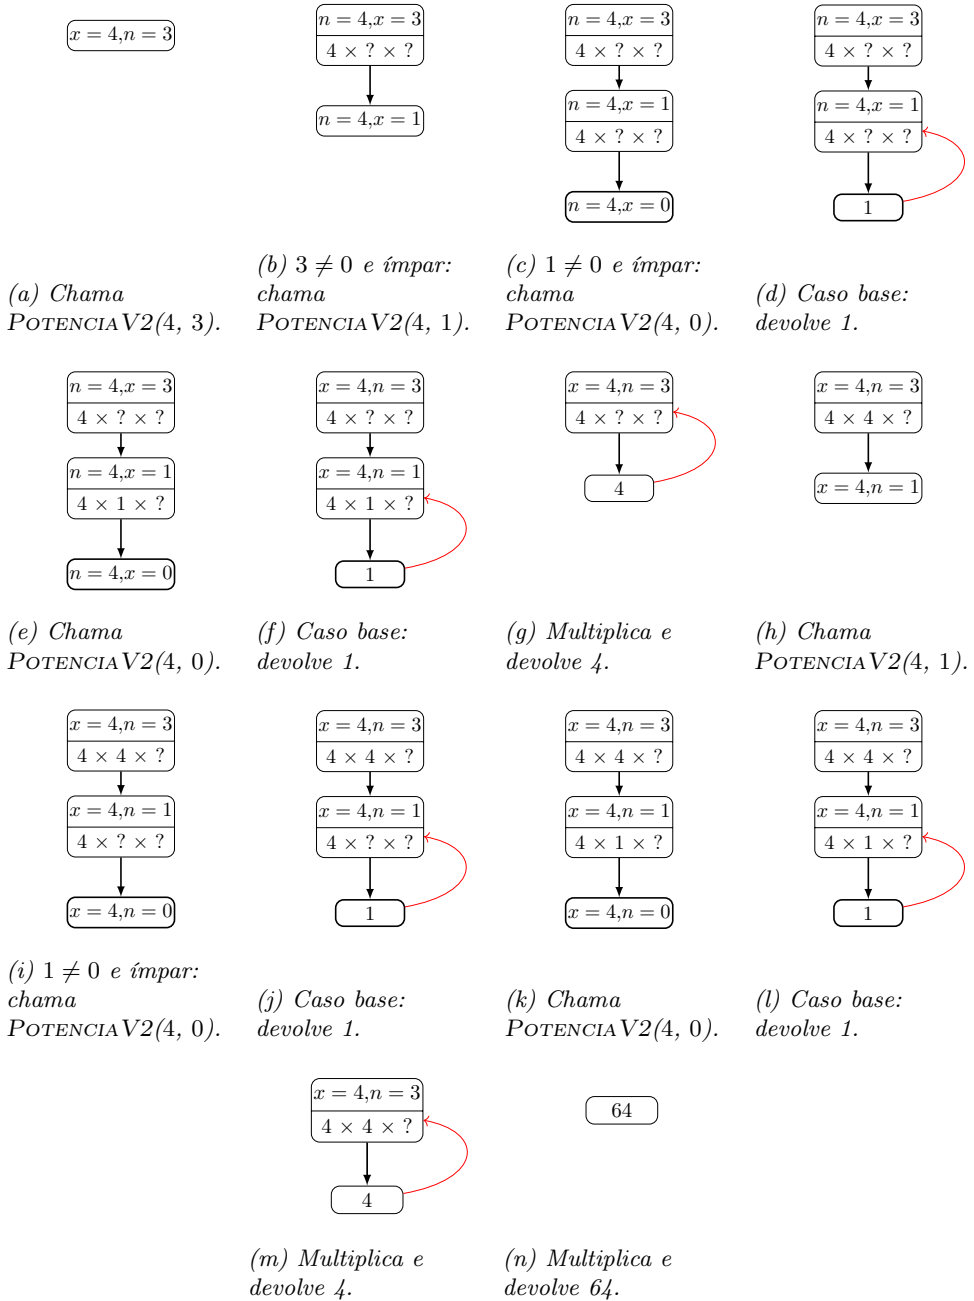 x = 4,n = 3
n = 4,x = 3
4 × ? × ?
n = 4,x = 1
n = 4,x = 3
4 × ? × ?
n = 4,x = 1
4 × ? × ?
n = 4,x = 0
n = 4,x = 3
4 × ? × ?
n = 4,x = 1
4 × ? × ?
1
(a) Chama
POTENCIAV2(4, 3).
(b) 3 ≠ 0 e ímpar:
chama
POTENCIAV2(4, 1).
(c) 1 ≠ 0 e ímpar:
chama
POTENCIAV2(4, 0).
(d) Caso base:
devolve 1.
n = 4,x = 3
4 × ? × ?
n = 4,x = 1
4 × 1 × ?
n = 4,x = 0
x = 4,n = 3
4 × ? × ?
x = 4,n = 1
4 × 1 × ?
1
x = 4,n = 3
4 × ? × ?
4
x = 4,n = 3
4 × 4 × ?
x = 4,n = 1
(e) Chama
POTENCIAV2(4, 0).
(f) Caso base:
devolve 1.
(g) Multiplica e
devolve 4.
(h) Chama
POTENCIAV2(4, 1).
x = 4,n = 3
4 × 4 × ?
x = 4,n = 1
4 × ? × ?
x = 4,n = 0
x = 4,n = 3
4 × 4 × ?
x = 4,n = 1
4 × ? × ?
1
x = 4,n = 3
4 × 4 × ?
x = 4,n = 1
4 × 1 × ?
x = 4,n = 0
x = 4,n = 3
4 × 4 × ?
x = 4,n = 1
4 × 1 × ?
1
(i) 1 ≠ 0 e ímpar:
chama
POTENCIAV2(4, 0).
(j) Caso base:
devolve 1.
(k) Chama
POTENCIAV2(4, 0).
(l) Caso base:
devolve 1.
x = 4,n = 3
4 × 4 × ?
4
64
(m) Multiplica e
devolve 4.
(n) Multiplica e
devolve 64.